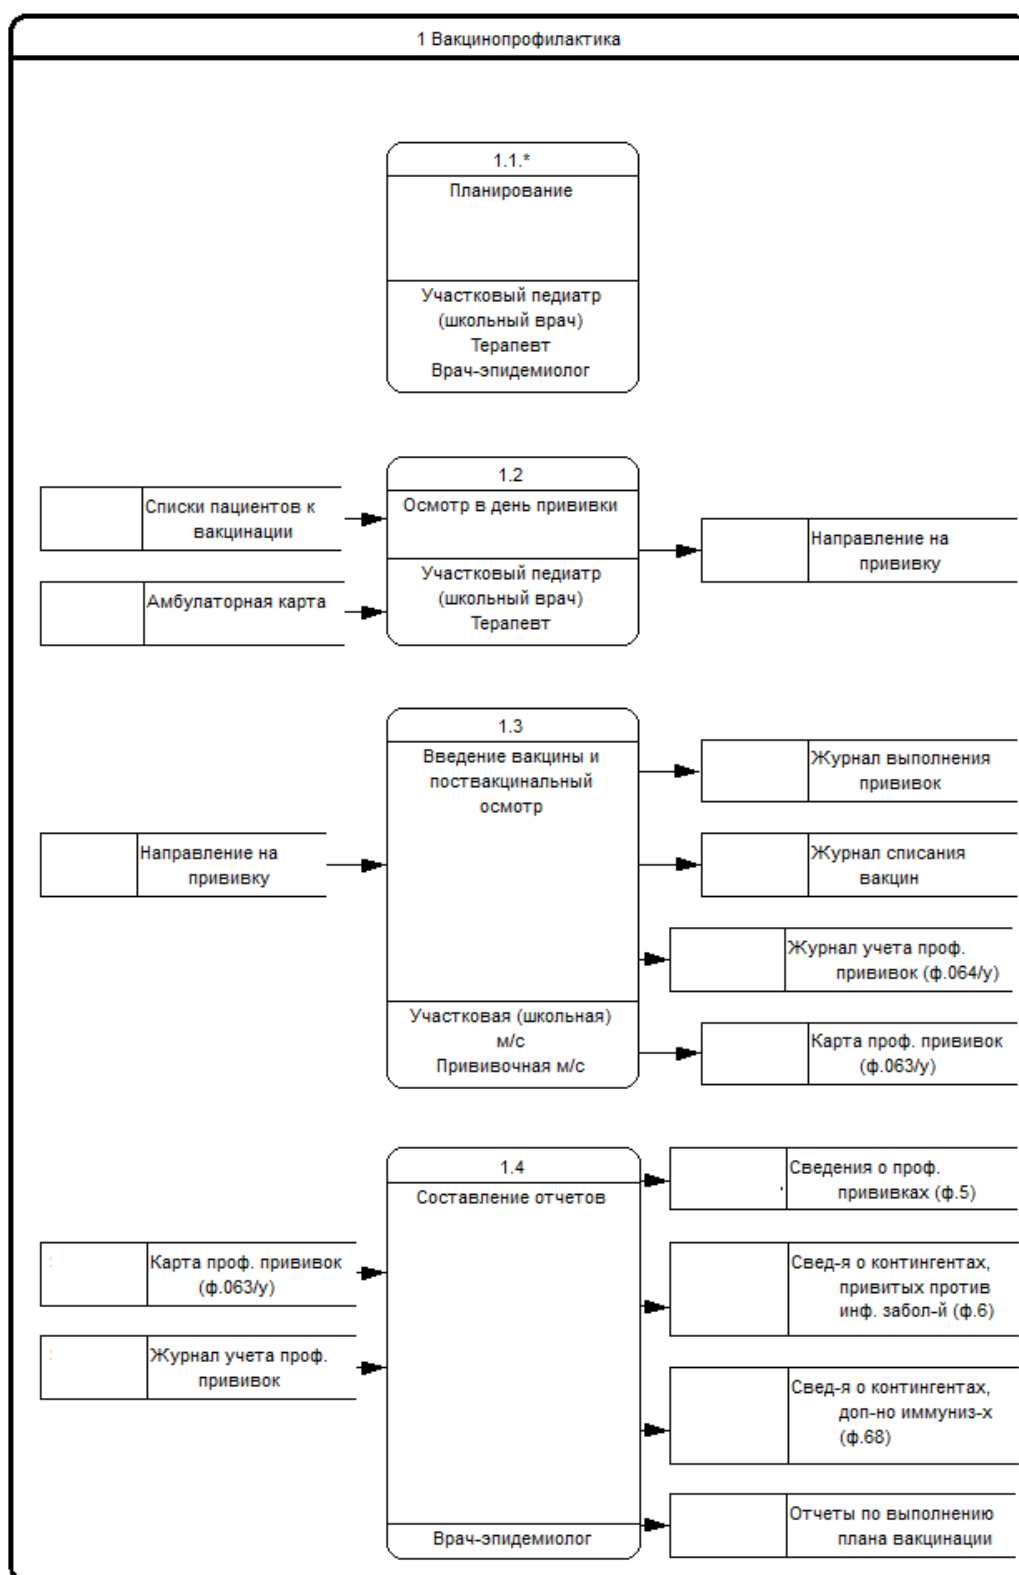 1 Вакцинопрофилактика
1.1.*
Планирование
Участковый педиатр
(школьный врач)
Терапевт
Врач-эпидемиолог
1.2
Осмотр в день прививки
Участковый педиатр
(школьный врач)
Терапевт
Списки пациентов к
вакцинации
Амбулаторная карта
Направление на
прививку
1.3
Введение вакцины и
поствакцинальный
осмотр
Участковая (школьная)
м/с
Прививочная м/с
Направление на
прививку
Журнал выполнения
прививок
Журнал списания
вакцин
Журнал учета проф.
прививок (ф.064/у)
Карта проф. прививок
(ф.063/у)
1.4
Составление отчетов
Врач-эпидемиолог
Карта проф. прививок
(ф.063/у)
Журнал учета проф.
прививок
Сведения о проф.
прививках (ф.5)
Свед-я о контингентах,
привитых против
инф. забол-й (ф.6)
Свед-я о контингентах,
доп-но иммуниз-х
(ф.68)
Отчеты по выполнению
плана вакцинации